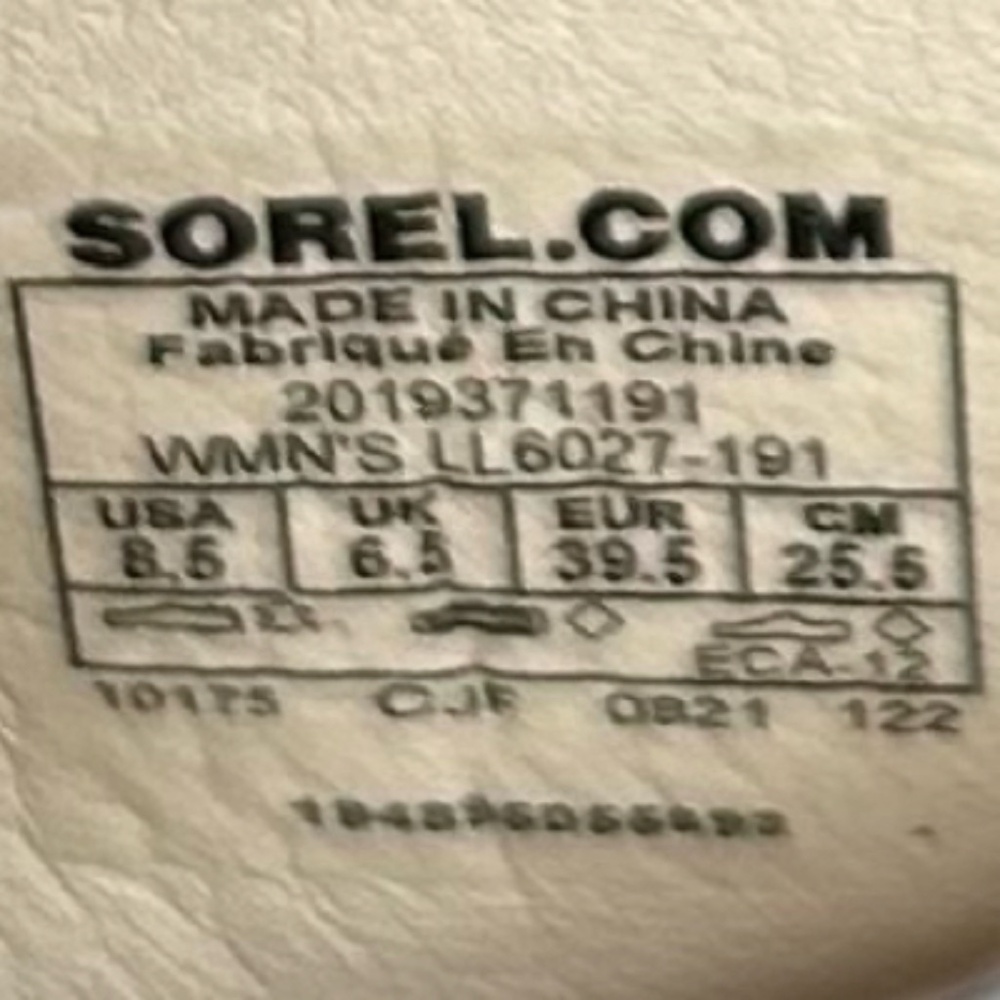 SOREL.COM
MADE IN CHINA
Fabriqué En Chine
2019371191
WMN'S LL6027-191
USA UK EUR CM
8.5 6.5 39.5 25.5
ECA-12
10175 CJF 0821 122